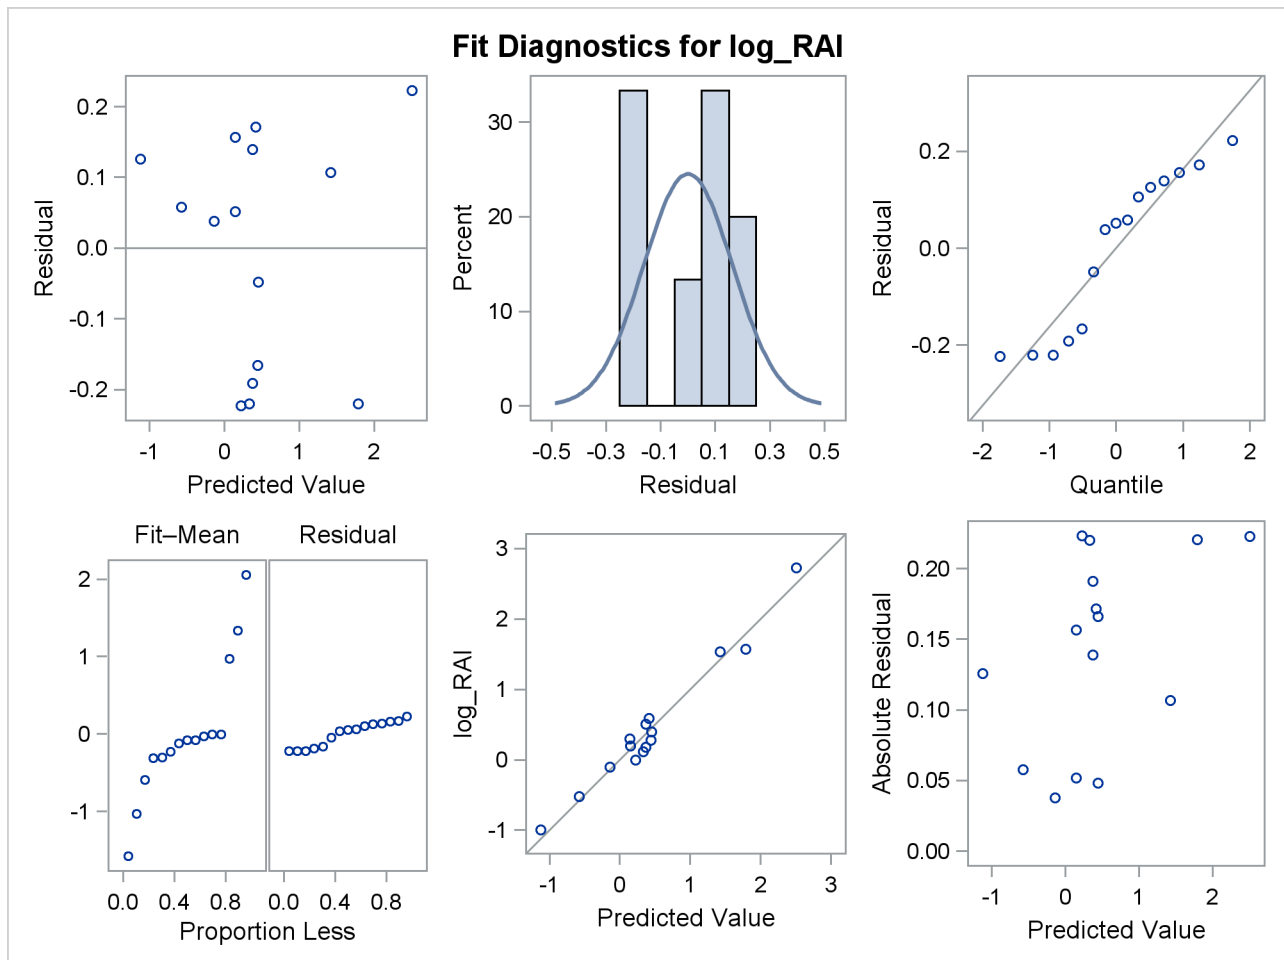 Fit Diagnostics for log_RAI
0.2
0.1
0.0
-0.1
-0.2
Residual
-1 0 1 2
Predicted Value
30
20
10
0
Percent
-0.5 -0.3 -0.1 0.1 0.3 0.5
Residual
0.2
0.0
-0.2
Residual
-2 -1 0 1 2
Quantile
Fit–Mean Residual
2
1
0
-1
0.0 0.4 0.8 0.0 0.4 0.8
Proportion Less
3
2
1
0
-1
log_RAI
-1 0 1 2 3
Predicted Value
0.20
0.15
0.10
0.05
0.00
Absolute Residual
-1 0 1 2
Predicted Value